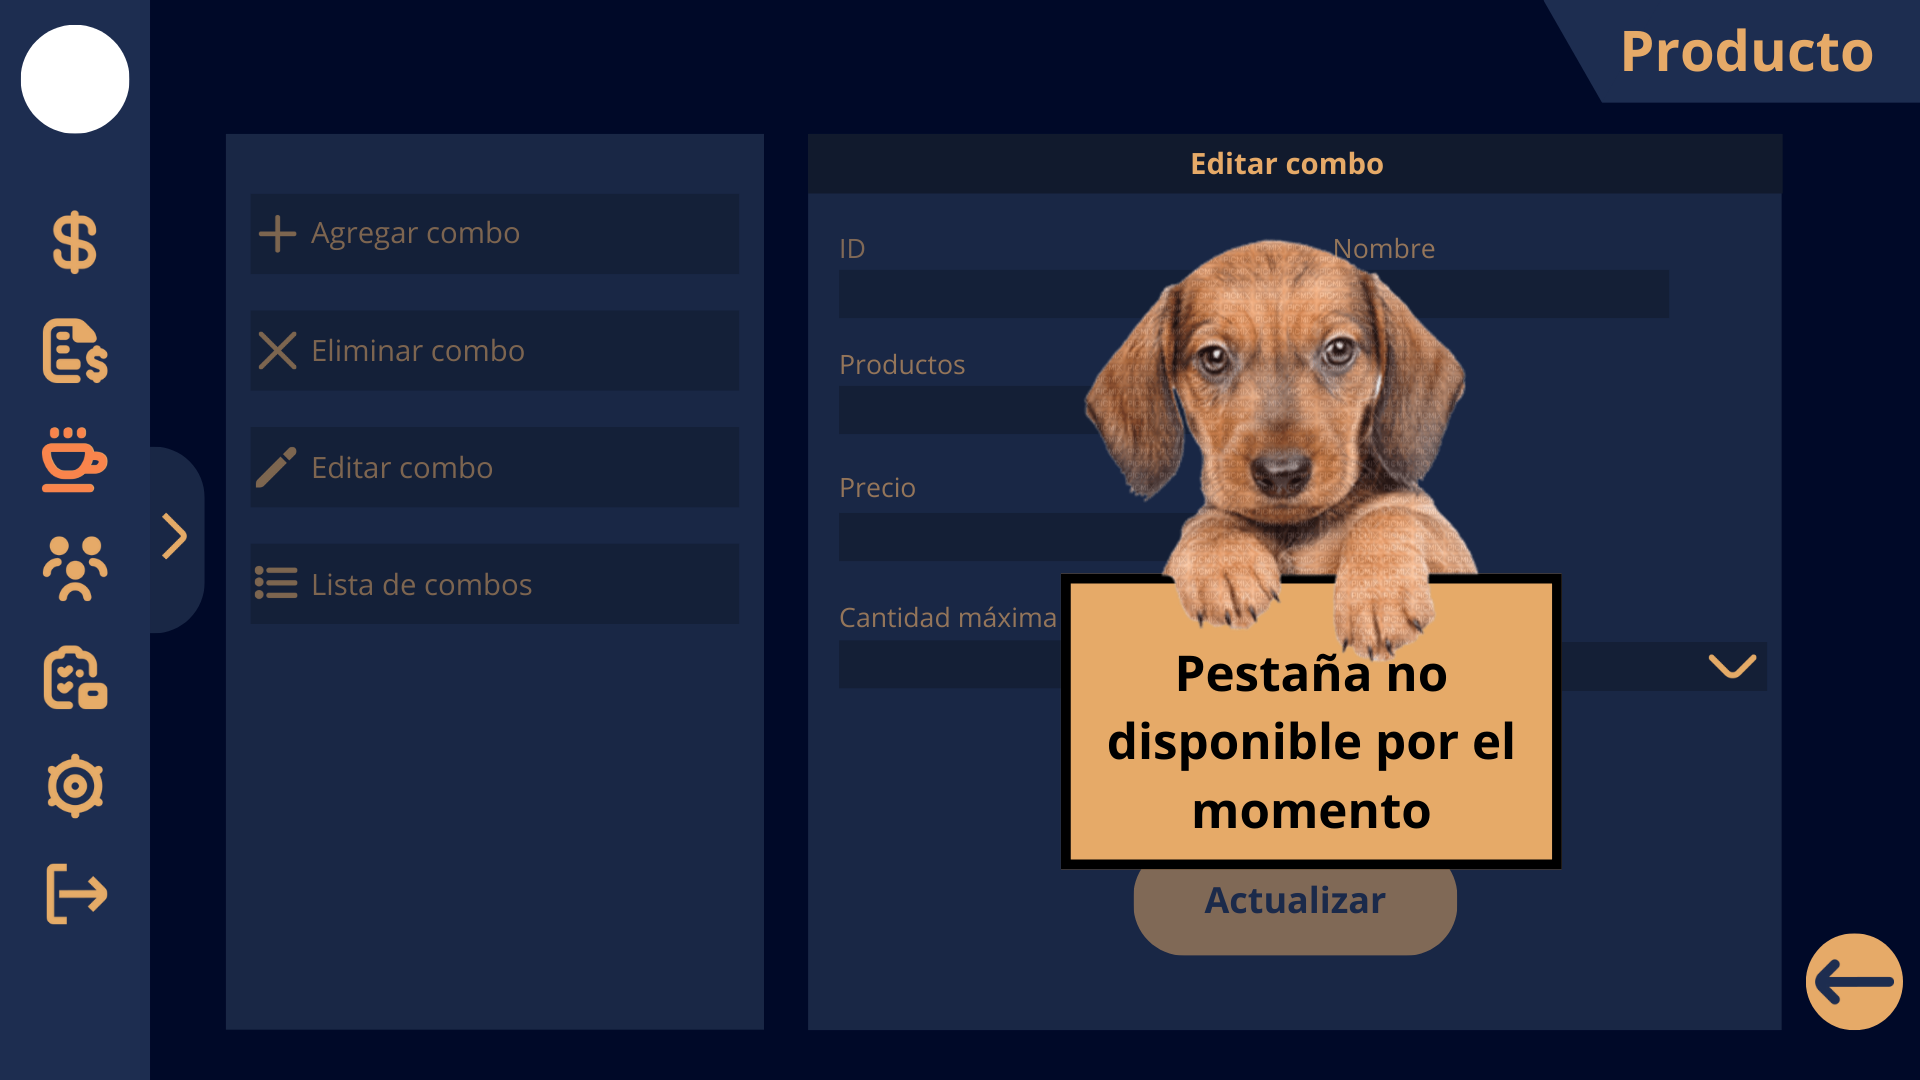 Producto
Agregar combo
Eliminar combo
Editar combo
Lista de combos
Editar combo
ID
Nombre
Productos
Precio
Cantidad máxima
Pestaña no
disponible por el
momento
Actualizar